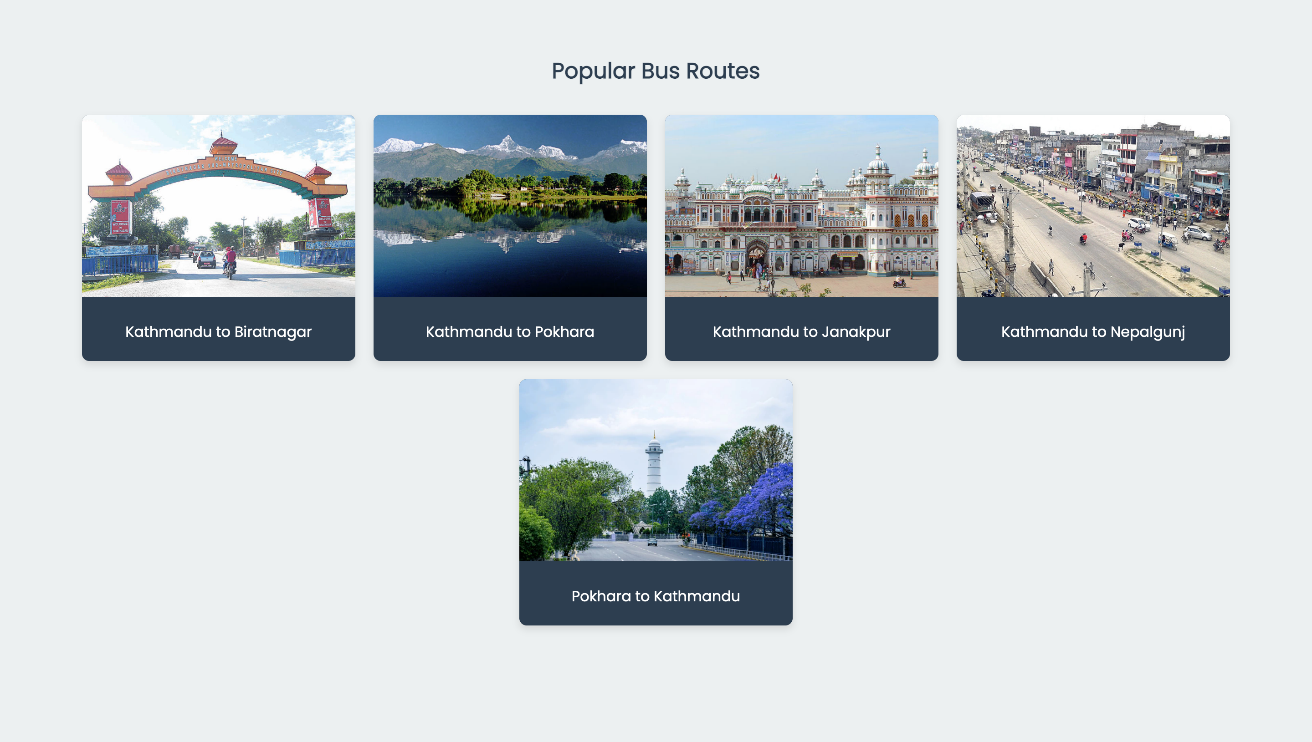 Popular Bus Routes
Kathmandu to Biratnagar
Kathmandu to Pokhara
Kathmandu to Janakpur
Kathmandu to Nepalgunj
Pokhara to Kathmandu